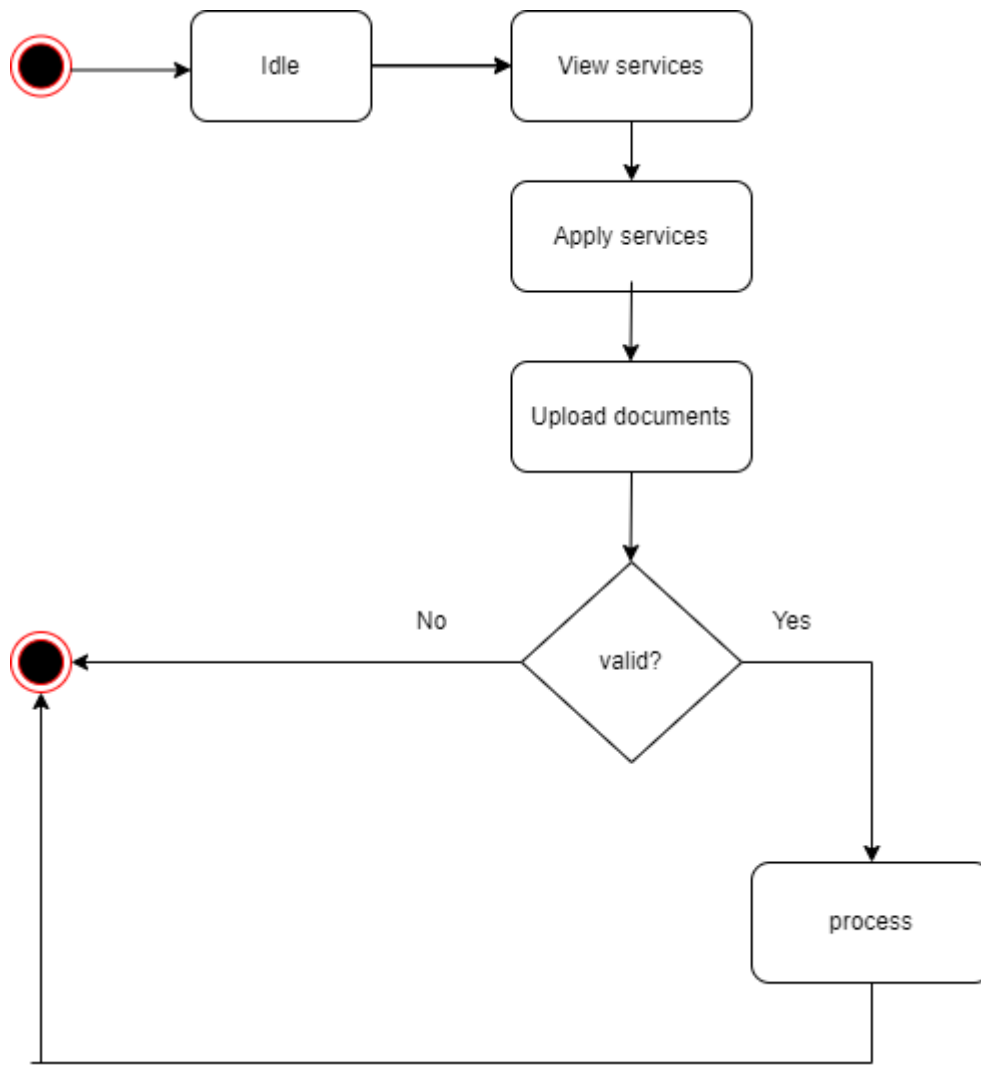 Idle
View services
Apply services
Upload documents
No
Yes
valid?
process